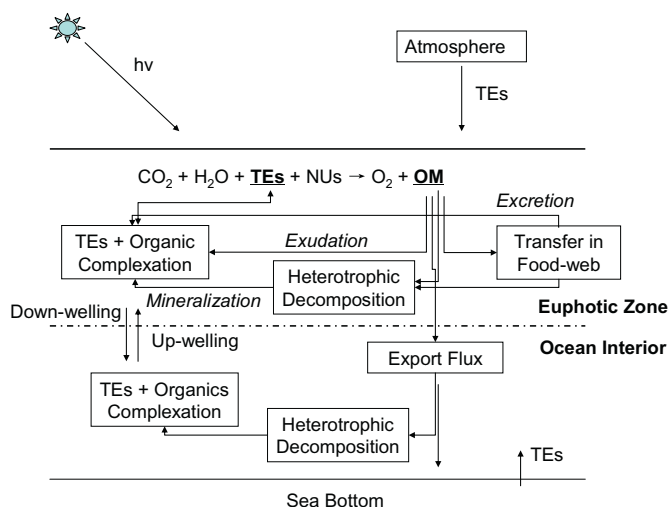 hv
Atmosphere
TEs
CO₂ + H₂O + TEs + NUs → O₂ + OM
Excretion
TEs + Organic
Complexation
Exudation
Transfer in
Food-web
Heterotrophic
Decomposition
Mineralization
Euphotic Zone
Down-welling
Up-welling
Ocean Interior
Export Flux
TEs + Organics
Complexation
Heterotrophic
Decomposition
TEs
Sea Bottom